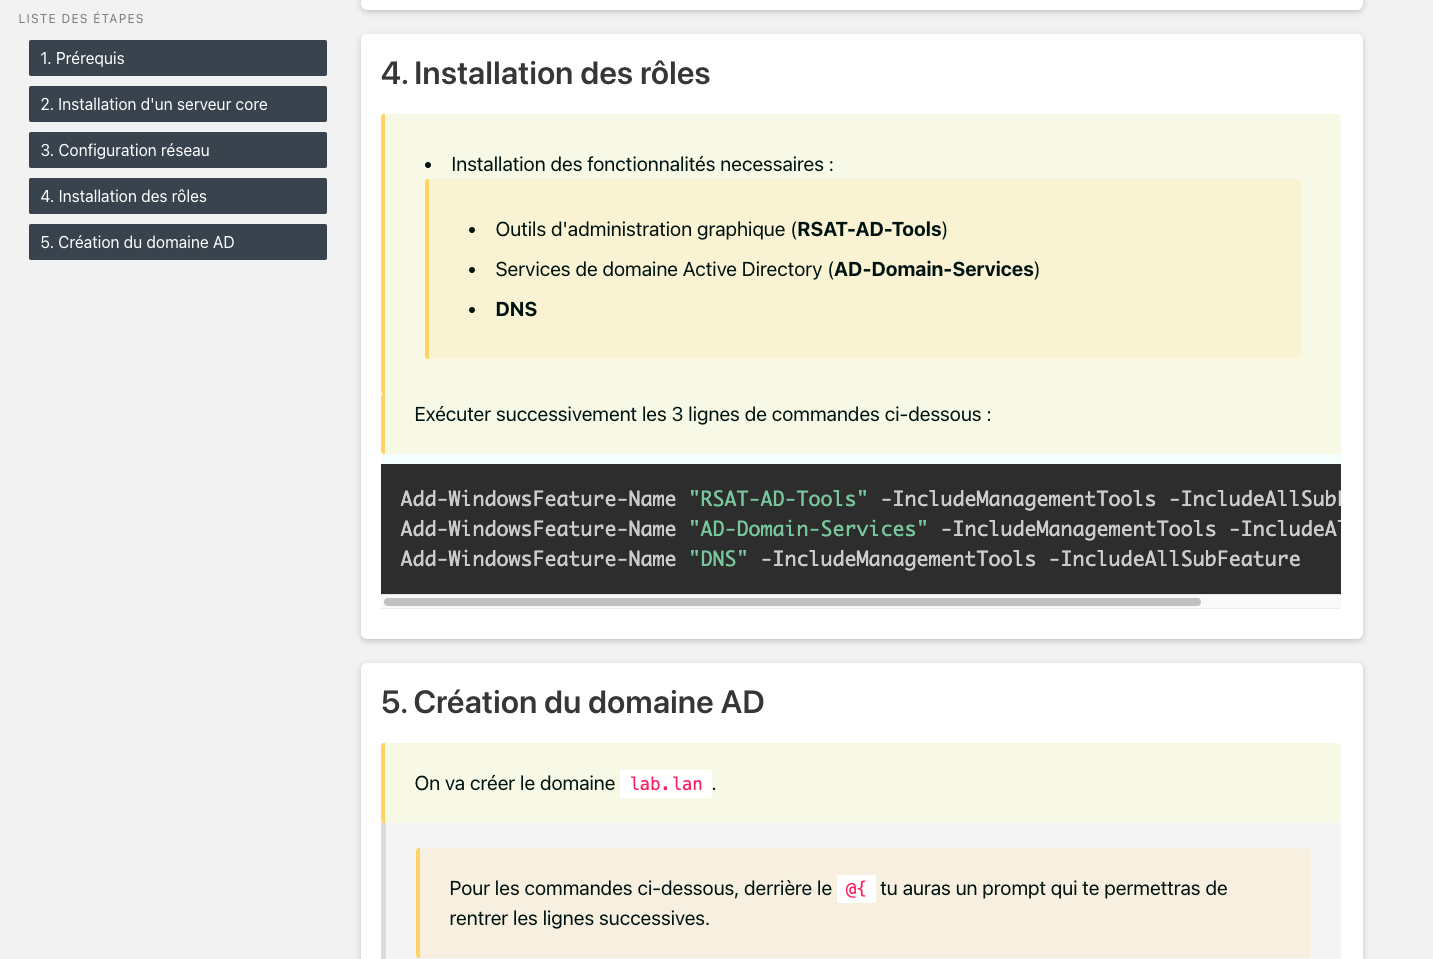 LISTE DES ÉTAPES
1. Prérequis
2. Installation d'un serveur core
3. Configuration réseau
4. Installation des rôles
5. Création du domaine AD
4. Installation des rôles
• Installation des fonctionnalités necessaires :
• Outils d'administration graphique (RSAT-AD-Tools)
• Services de domaine Active Directory (AD-Domain-Services)
• DNS
Exécuter successivement les 3 lignes de commandes ci-dessous :
Add-WindowsFeature-Name "RSAT-AD-Tools" -IncludeManagementTools -IncludeAllSub
Add-WindowsFeature-Name "AD-Domain-Services" -IncludeManagementTools -IncludeAl
Add-WindowsFeature-Name "DNS" -IncludeManagementTools -IncludeAllSubFeature
5. Création du domaine AD
On va créer le domaine lab.lan.
Pour les commandes ci-dessous, derrière le @{ tu auras un prompt qui te permettras de
rentrer les lignes successives.